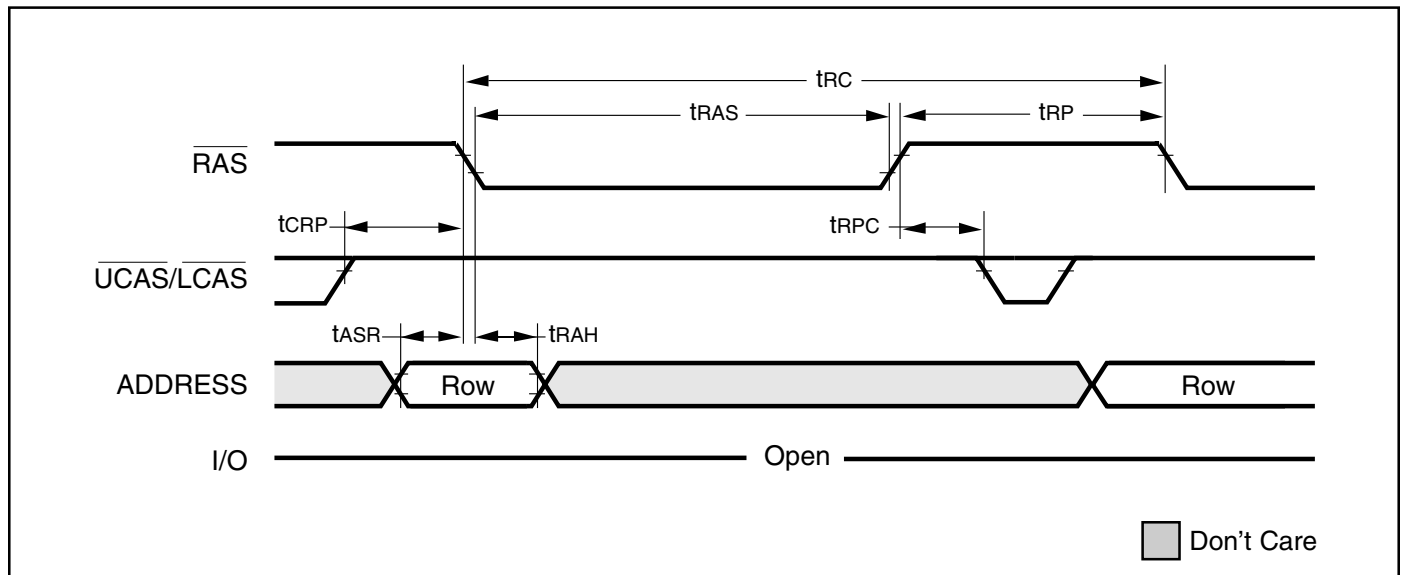 tRC
tRAS
tRP
RAS
tCRP
tRPC
UCAS/LCAS
tASR
tRAH
ADDRESS
Row
Row
I/O
Open
Don't Care